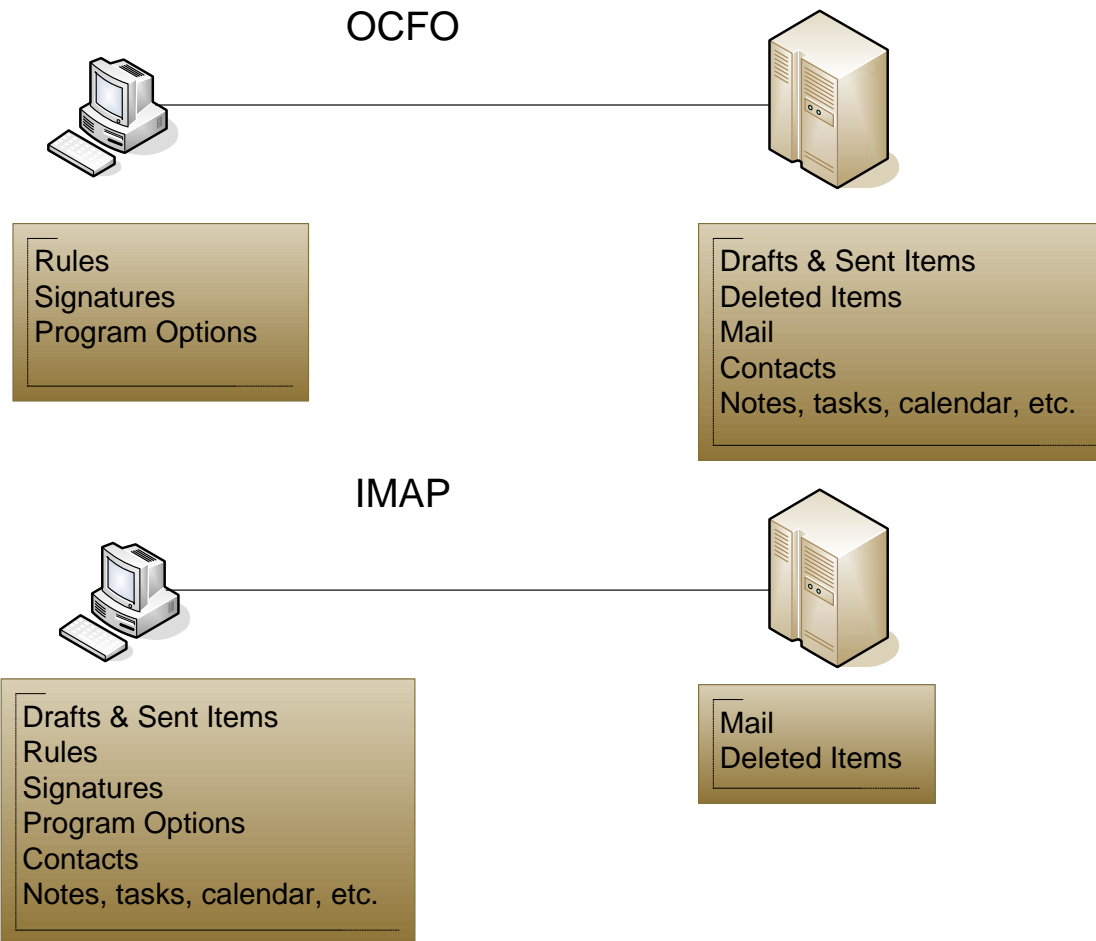 OCFO
Rules
Signatures
Program Options
Drafts & Sent Items
Deleted Items
Mail
Contacts
Notes, tasks, calendar, etc.
IMAP
Drafts & Sent Items
Rules
Signatures
Program Options
Contacts
Notes, tasks, calendar, etc.
Mail
Deleted Items